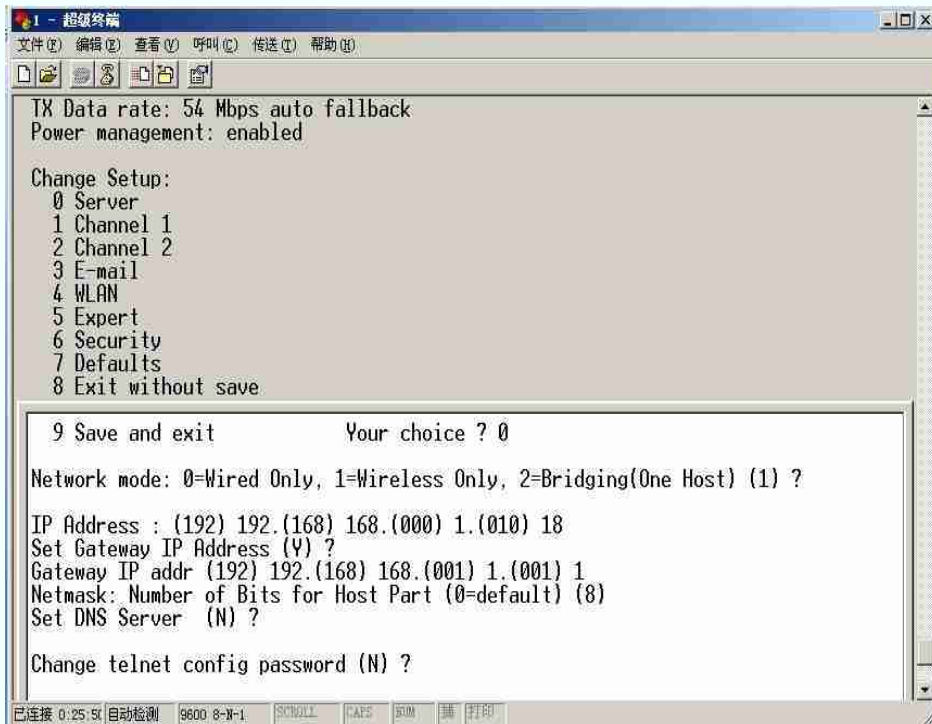 1 - 超级终端
文件(F) 编辑(E) 查看(V) 呼叫(C) 传送(T) 帮助(H)
TX Data rate: 54 Mbps auto fallback
Power management: enabled
Change Setup:
0 Server
1 Channel 1
2 Channel 2
3 E-mail
4 WLAN
5 Expert
6 Security
7 Defaults
8 Exit without save
9 Save and exit Your choice ? 0
Network mode: 0=Wired Only, 1=Wireless Only, 2=Bridging(One Host) (1) ?
IP Address : (192) 192.(168) 168.(000) 1.(010) 18
Set Gateway IP Address (Y) ?
Gateway IP addr (192) 192.(168) 168.(001) 1.(001) 1
Netmask: Number of Bits for Host Part (0=default) (8)
Set DNS Server (N) ?
Change telnet config password (N) ?
已连接 0:25:5 自动检测 9600 8-N-1 SCROLL CAPS NUM 捕 打印